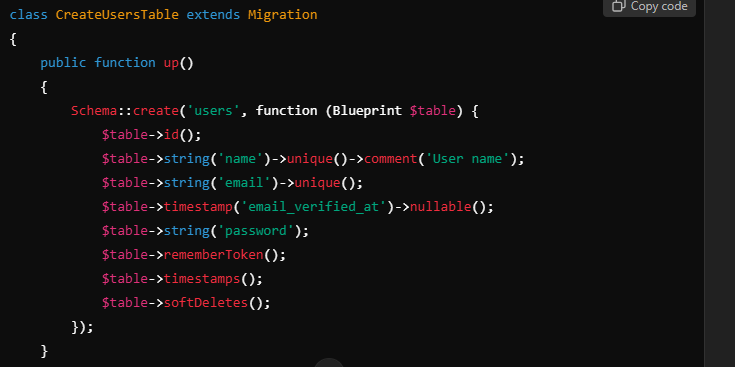 Copy code
class CreateUsersTable extends Migration
{
    public function up()
    {
        Schema::create('users', function (Blueprint $table) {
            $table->id();
            $table->string('name')->unique()->comment('User name');
            $table->string('email')->unique();
            $table->timestamp('email_verified_at')->nullable();
            $table->string('password');
            $table->rememberToken();
            $table->timestamps();
            $table->softDeletes();
        });
    }